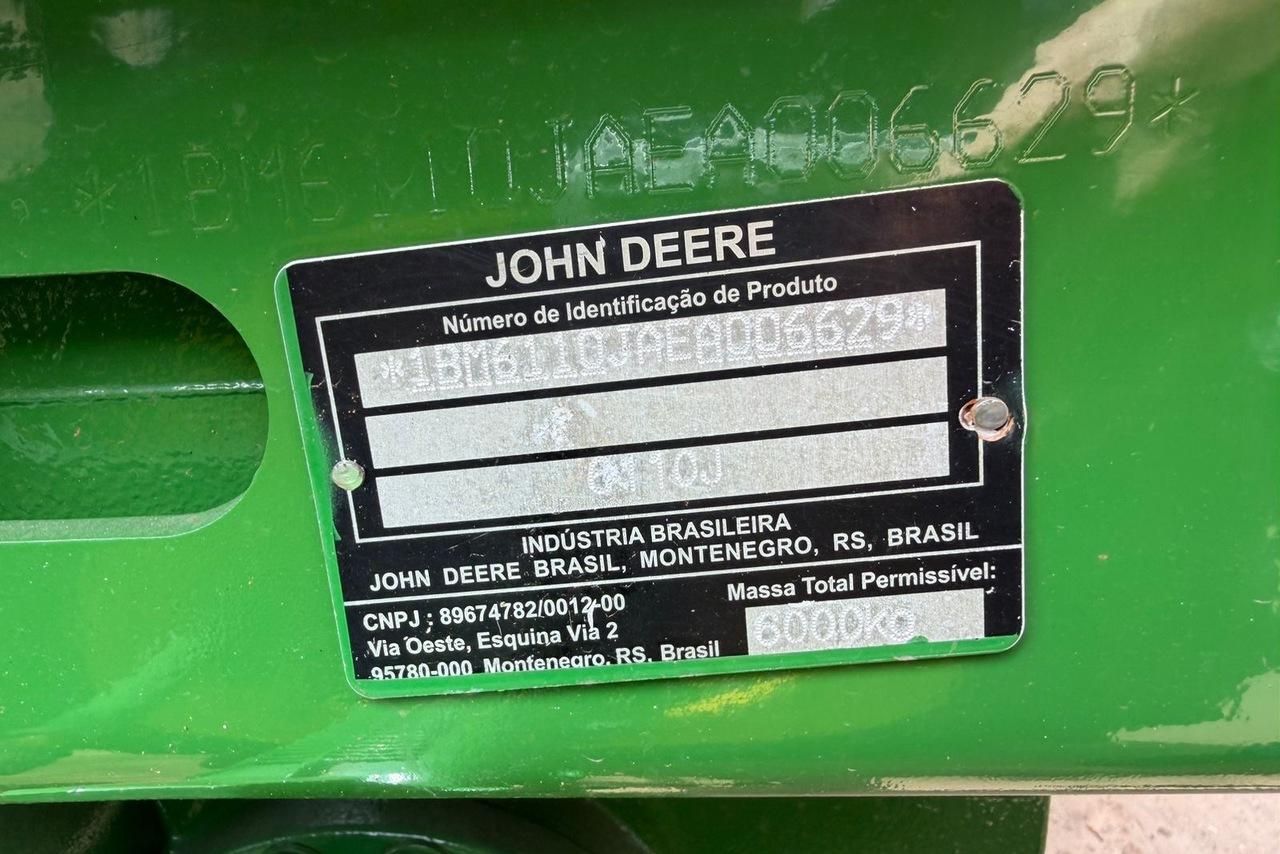 *1BM6110JAEA006629*
JOHN DEERE
Número de Identificação de Produto
*1BM6110JAEA006629*
6110J
INDÚSTRIA BRASILEIRA
JOHN DEERE BRASIL, MONTENEGRO, RS, BRASIL
CNPJ : 89674782/0012-00
Via Oeste, Esquina Via 2
95780-000 Montenegro, RS, Brasil
Massa Total Permissível:
6000Kg